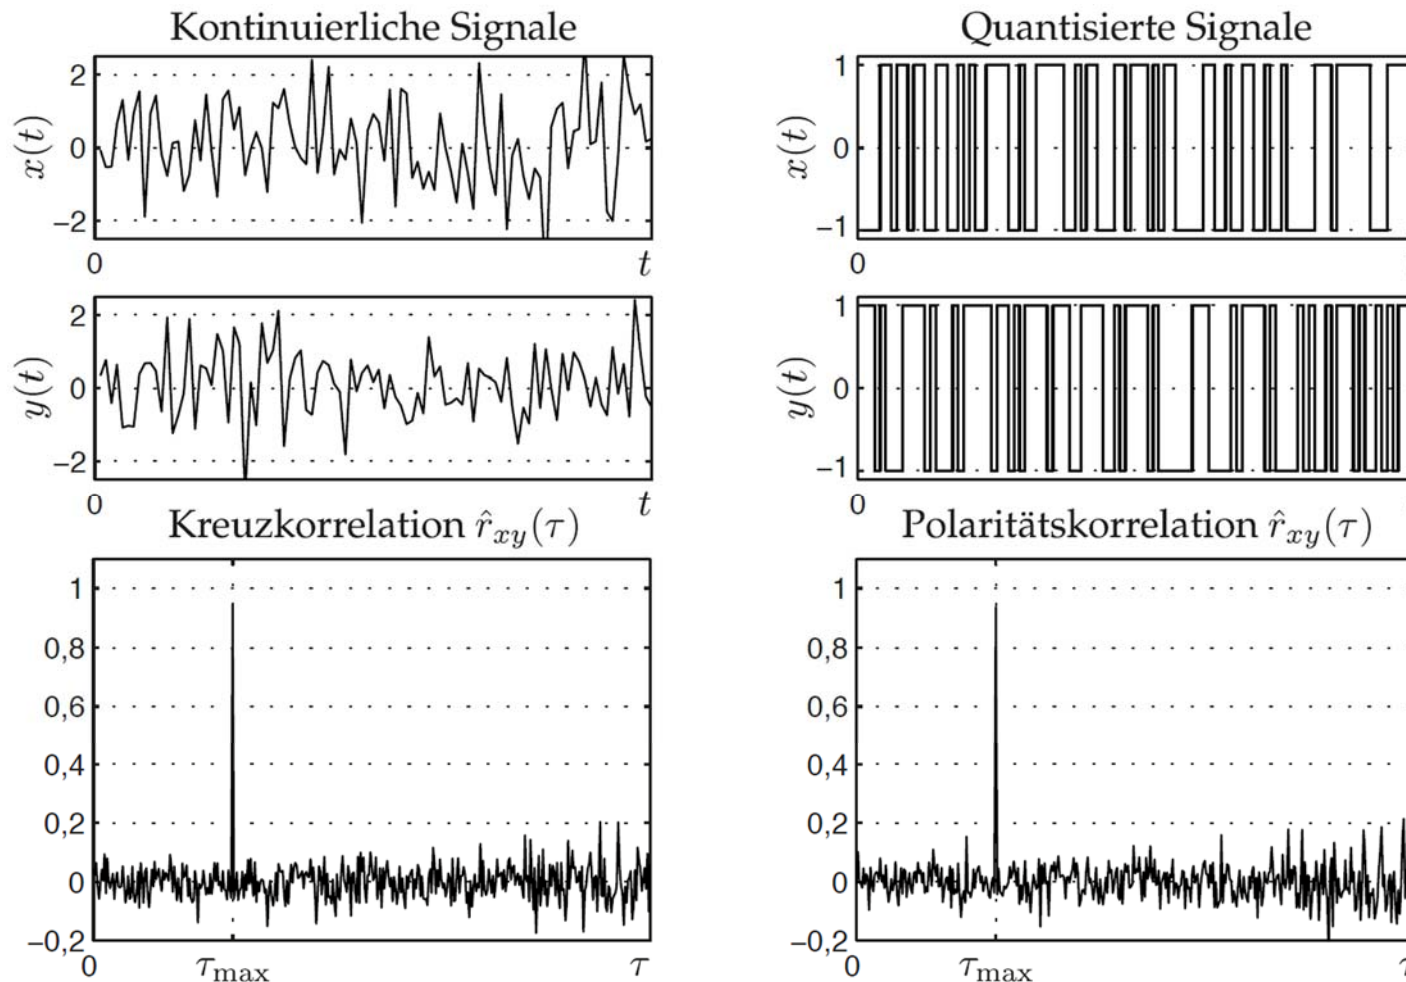 Kontinuierliche Signale
x(t)
2
0
−2
0
t
y(t)
2
0
−2
0
t
Kreuzkorrelation r̂xy(τ)
1
0,8
0,6
0,4
0,2
0
−0,2
0
τmax
τ
Quantisierte Signale
x(t)
1
0
−1
0
y(t)
1
0
−1
0
Polaritätskorrelation r̂xy(τ)
1
0,8
0,6
0,4
0,2
0
−0,2
0
τmax